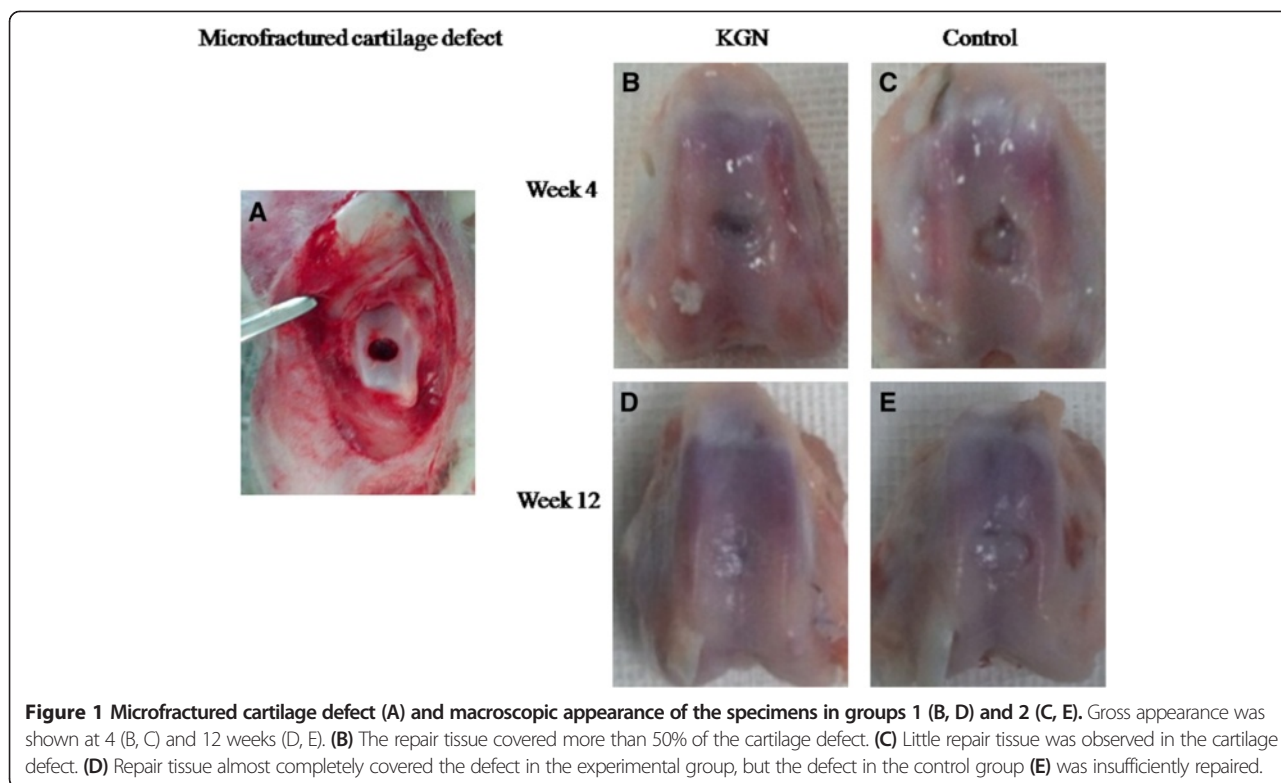 Microfractured cartilage defect
KGN
Control
B
C
Week 4
A
D
E
Week 12
Figure 1 Microfractured cartilage defect (A) and macroscopic appearance of the specimens in groups 1 (B, D) and 2 (C, E). Gross appearance was
shown at 4 (B, C) and 12 weeks (D, E). (B) The repair tissue covered more than 50% of the cartilage defect. (C) Little repair tissue was observed in the cartilage
defect. (D) Repair tissue almost completely covered the defect in the experimental group, but the defect in the control group (E) was insufficiently repaired.